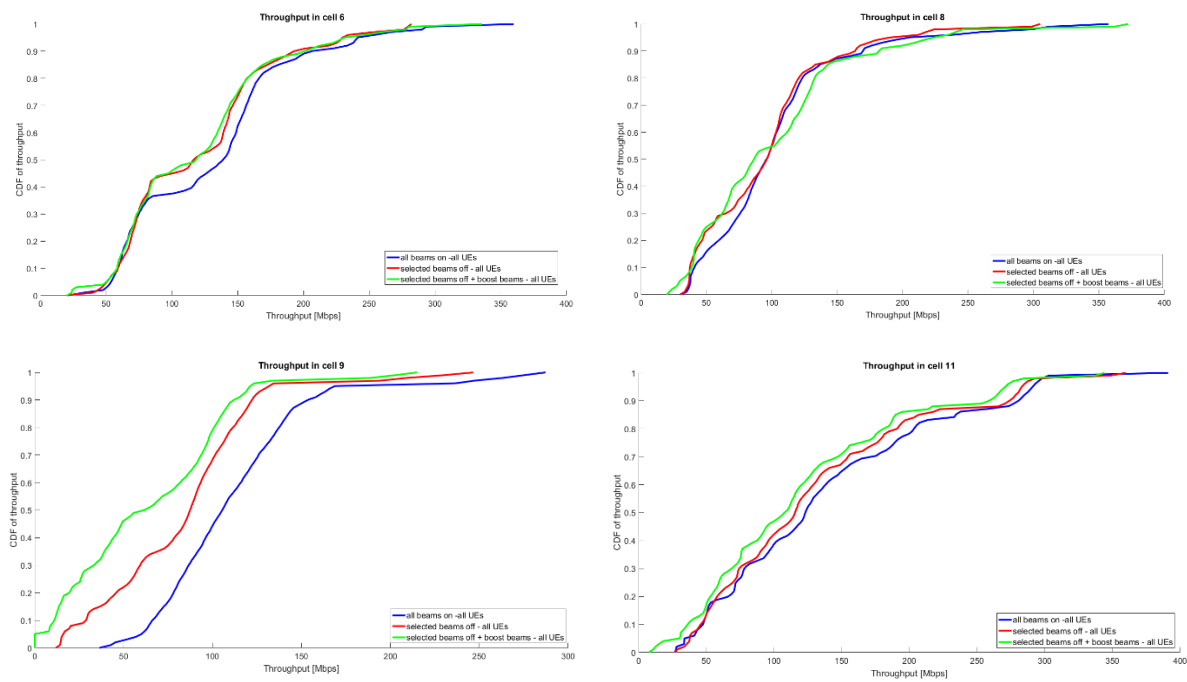 Throughput in cell 6
CDF of throughput
1
0.9
0.8
0.7
0.6
0.5
0.4
0.3
0.2
0.1
0
0 50 100 150 200 250 300 350 400
Throughput [Mbps]
all beams on -all UEs
selected beams off - all UEs
selected beams off + boost beams - all UEs
Throughput in cell 8
CDF of throughput
1
0.9
0.8
0.7
0.6
0.5
0.4
0.3
0.2
0.1
0
0 50 100 150 200 250 300 350 400
Throughput [Mbps]
all beams on -all UEs
selected beams off - all UEs
selected beams off + boost beams - all UEs
Throughput in cell 9
CDF of throughput
1
0.9
0.8
0.7
0.6
0.5
0.4
0.3
0.2
0.1
0
0 50 100 150 200 250 300
Throughput [Mbps]
all beams on -all UEs
selected beams off - all UEs
selected beams off + boost beams - all UEs
Throughput in cell 11
CDF of throughput
1
0.9
0.8
0.7
0.6
0.5
0.4
0.3
0.2
0.1
0
0 50 100 150 200 250 300 350 400
Throughput [Mbps]
all beams on -all UEs
selected beams off - all UEs
selected beams off + boost beams - all UEs